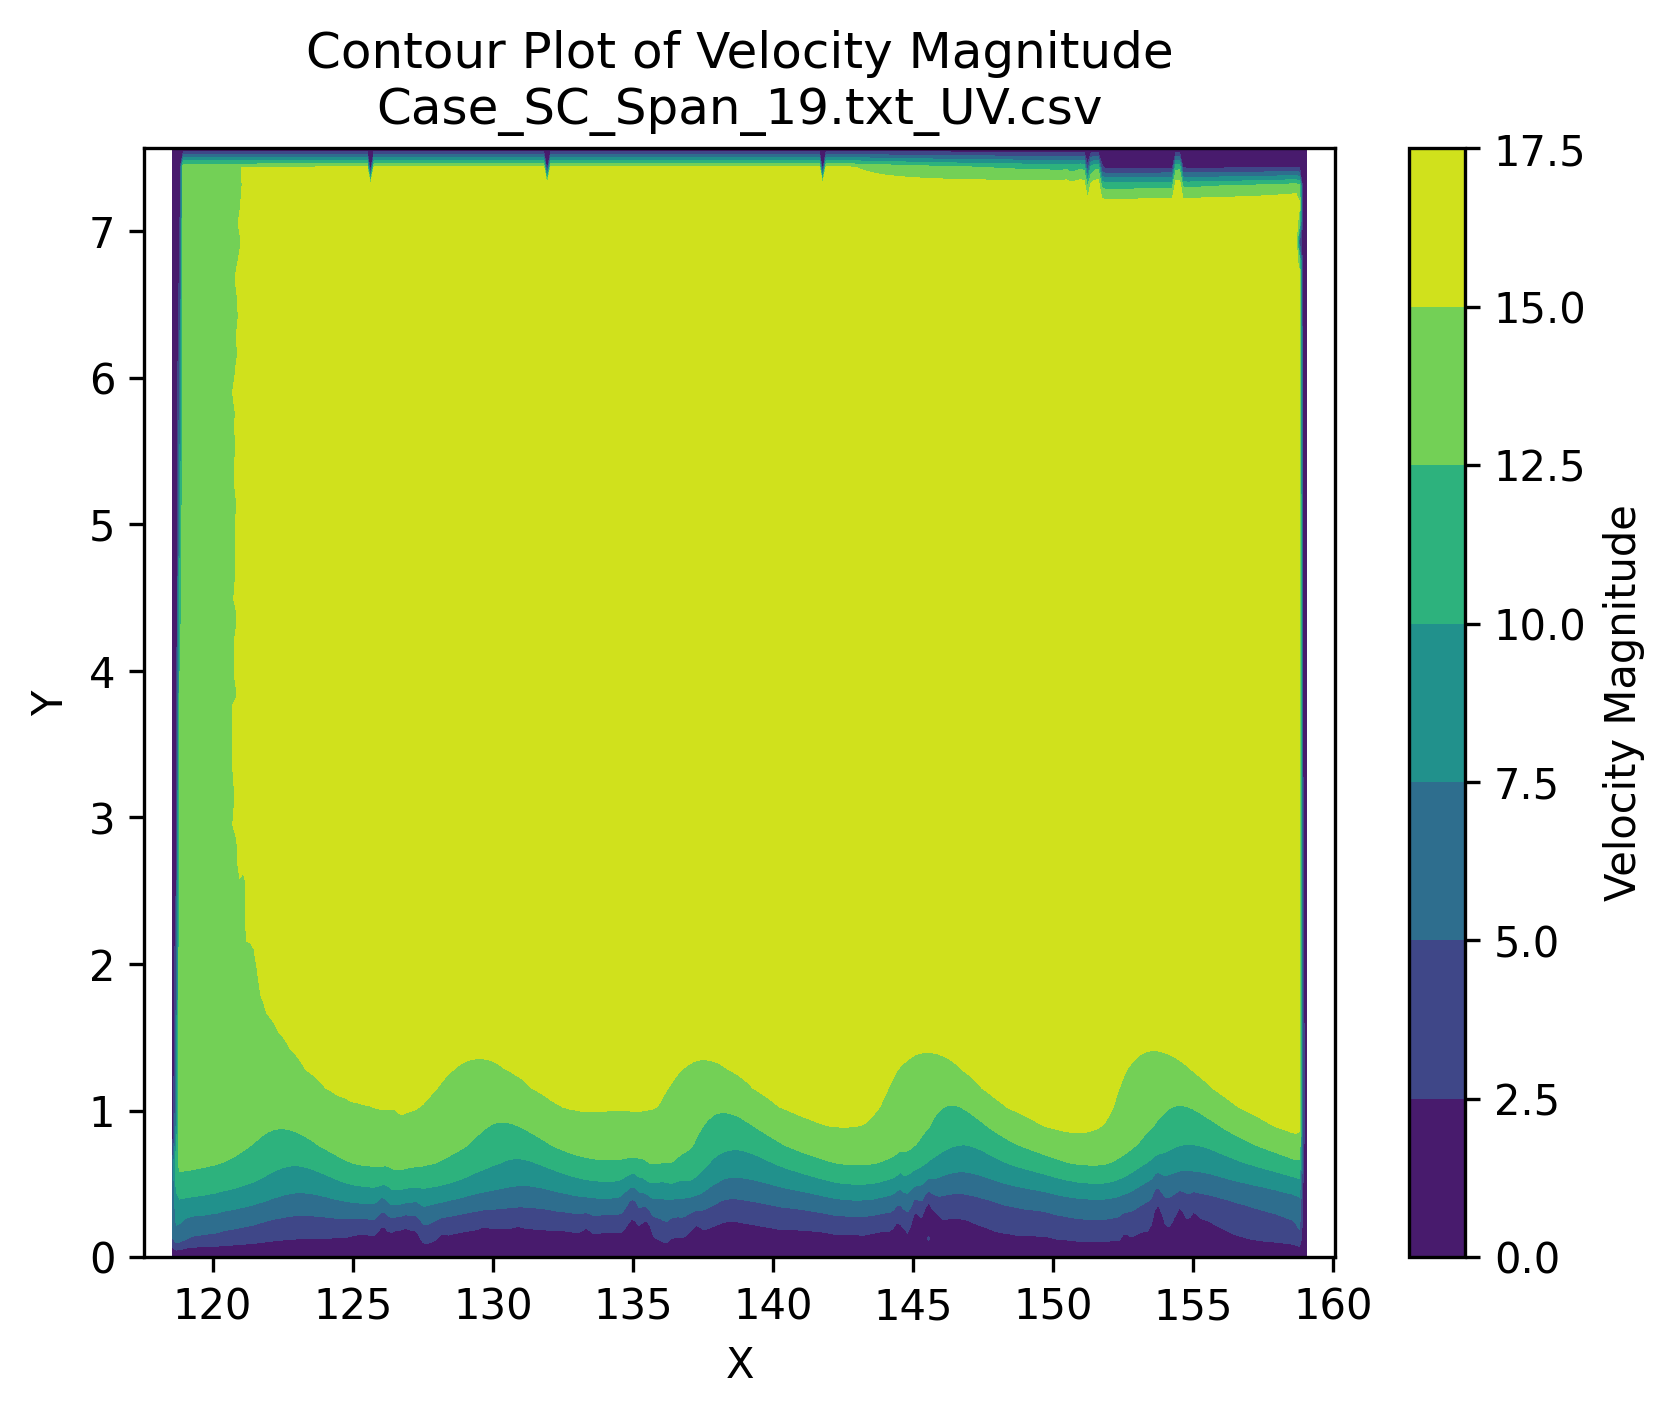 Contour Plot of Velocity Magnitude
Case_SC_Span_19.txt_UV.csv
7
6
5
4
3
2
1
0
Y
120 125 130 135 140 145 150 155 160
X
17.5
15.0
12.5
10.0
7.5
5.0
2.5
0.0
Velocity Magnitude